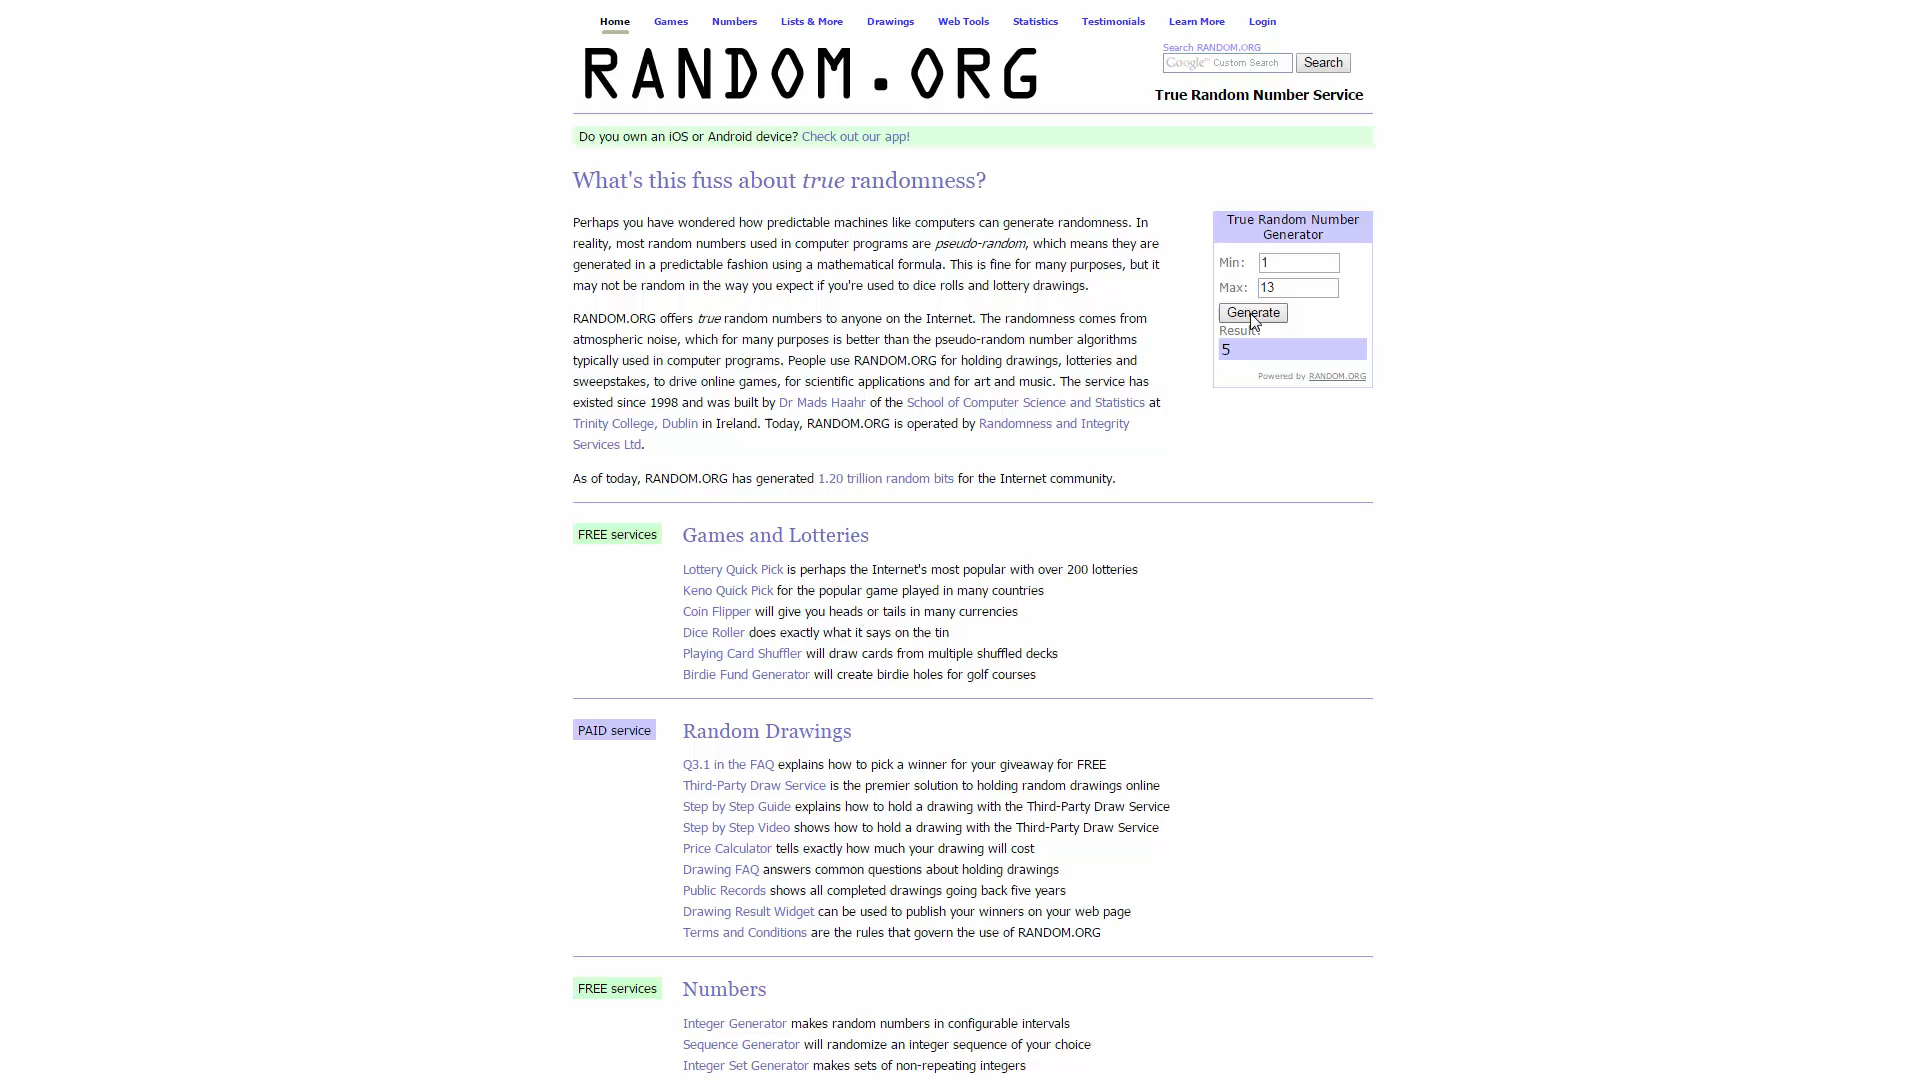 Home Games Numbers Lists & More Drawings Web Tools Statistics Testimonials Learn More Login
RANDOM.ORG
Search RANDOM.ORG
Google™ Custom Search Search
True Random Number Service
Do you own an iOS or Android device? Check out our app!
What's this fuss about true randomness?
Perhaps you have wondered how predictable machines like computers can generate randomness. In
reality, most random numbers used in computer programs are pseudo-random, which means they are
generated in a predictable fashion using a mathematical formula. This is fine for many purposes, but it
may not be random in the way you expect if you're used to dice rolls and lottery drawings.
RANDOM.ORG offers true random numbers to anyone on the Internet. The randomness comes from
atmospheric noise, which for many purposes is better than the pseudo-random number algorithms
typically used in computer programs. People use RANDOM.ORG for holding drawings, lotteries and
sweepstakes, to drive online games, for scientific applications and for art and music. The service has
existed since 1998 and was built by Dr Mads Haahr of the School of Computer Science and Statistics at
Trinity College, Dublin in Ireland. Today, RANDOM.ORG is operated by Randomness and Integrity
Services Ltd.
As of today, RANDOM.ORG has generated 1.20 trillion random bits for the Internet community.
True Random Number
Generator
Min: 1
Max: 13
Generate
Result:
5
Powered by RANDOM.ORG
FREE services
Games and Lotteries
Lottery Quick Pick is perhaps the Internet's most popular with over 200 lotteries
Keno Quick Pick for the popular game played in many countries
Coin Flipper will give you heads or tails in many currencies
Dice Roller does exactly what it says on the tin
Playing Card Shuffler will draw cards from multiple shuffled decks
Birdie Fund Generator will create birdie holes for golf courses
PAID service
Random Drawings
Q3.1 in the FAQ explains how to pick a winner for your giveaway for FREE
Third-Party Draw Service is the premier solution to holding random drawings online
Step by Step Guide explains how to hold a drawing with the Third-Party Draw Service
Step by Step Video shows how to hold a drawing with the Third-Party Draw Service
Price Calculator tells exactly how much your drawing will cost
Drawing FAQ answers common questions about holding drawings
Public Records shows all completed drawings going back five years
Drawing Result Widget can be used to publish your winners on your web page
Terms and Conditions are the rules that govern the use of RANDOM.ORG
FREE services
Numbers
Integer Generator makes random numbers in configurable intervals
Sequence Generator will randomize an integer sequence of your choice
Integer Set Generator makes sets of non-repeating integers